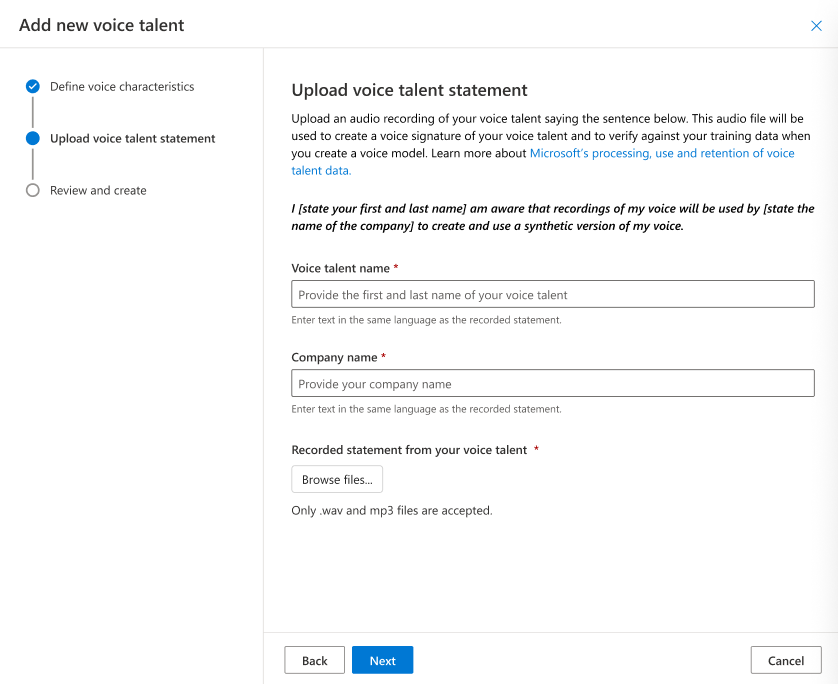 Add new voice talent
Define voice characteristics
Upload voice talent statement
Review and create
Upload voice talent statement
Upload an audio recording of your voice talent saying the sentence below. This audio file will be
used to create a voice signature of your voice talent and to verify against your training data when
you create a voice model. Learn more about Microsoft's processing, use and retention of voice
talent data.
I [state your first and last name] am aware that recordings of my voice will be used by [state the
name of the company] to create and use a synthetic version of my voice.
Voice talent name *
Provide the first and last name of your voice talent
Enter text in the same language as the recorded statement.
Company name *
Provide your company name
Enter text in the same language as the recorded statement.
Recorded statement from your voice talent *
Browse files...
Only .wav and mp3 files are accepted.
Back
Next
Cancel